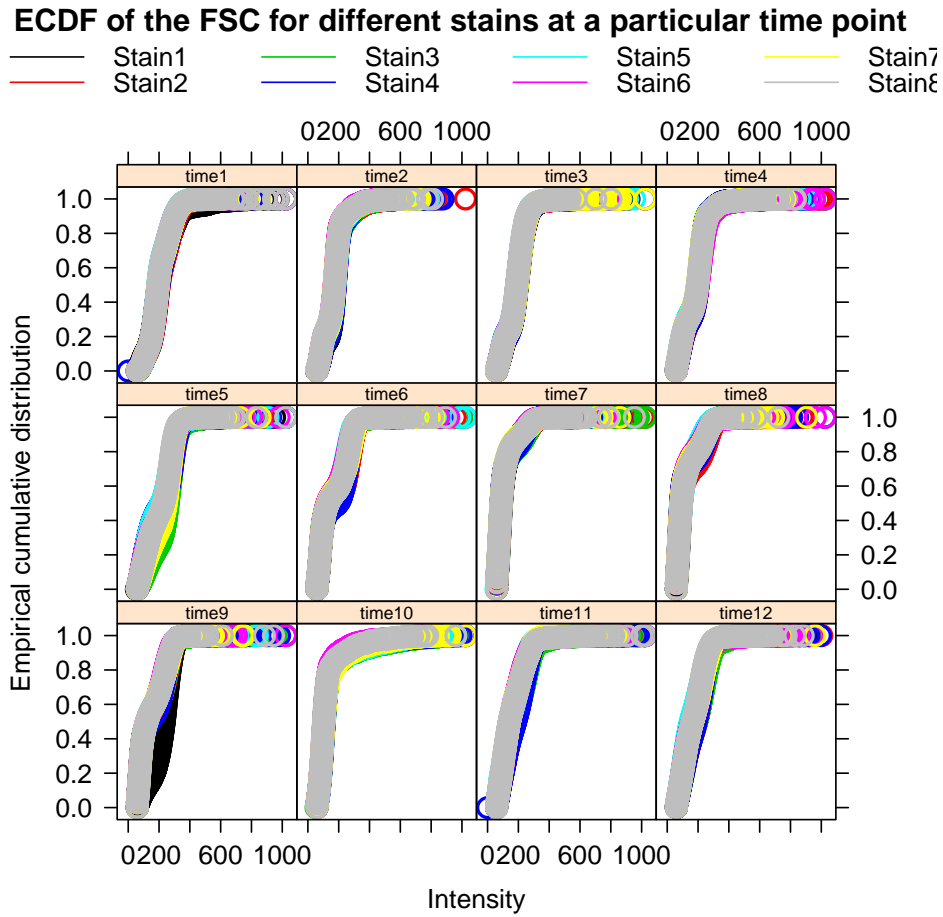 ECDF of the FSC for different stains at a particular time point
Stain1 Stain3 Stain5 Stain7
Stain2 Stain4 Stain6 Stain8
0200 600 1000 0200 600 1000
time1 time2 time3 time4
1.0
0.8
0.6
0.4
0.2
0.0
time5 time6 time7 time8
1.0
0.8
0.6
0.4
0.2
0.0
time9 time10 time11 time12
1.0
0.8
0.6
0.4
0.2
0.0
0200 600 1000 0200 600 1000
Empirical cumulative distribution
Intensity